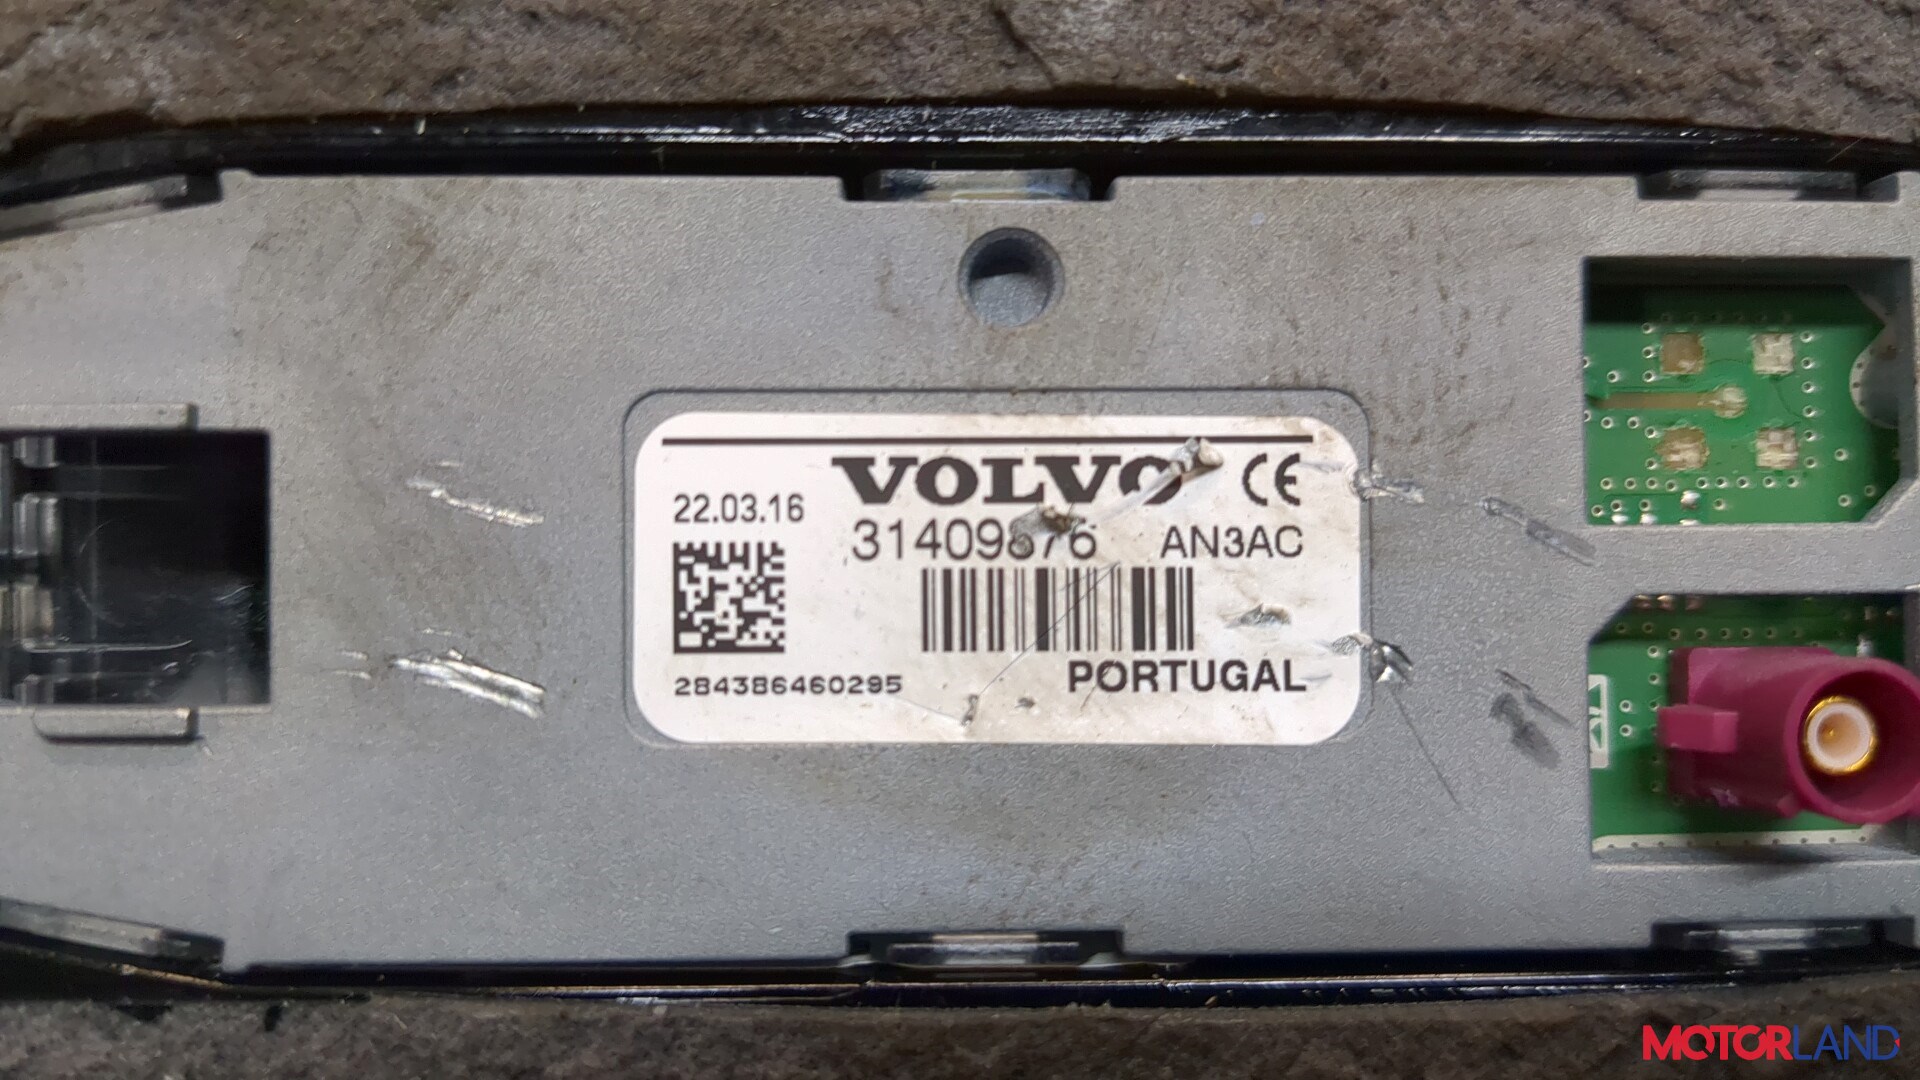 VOLVO CE
22.03.16
31409876 AN3AC
PORTUGAL
284386460295
MOTORLAND